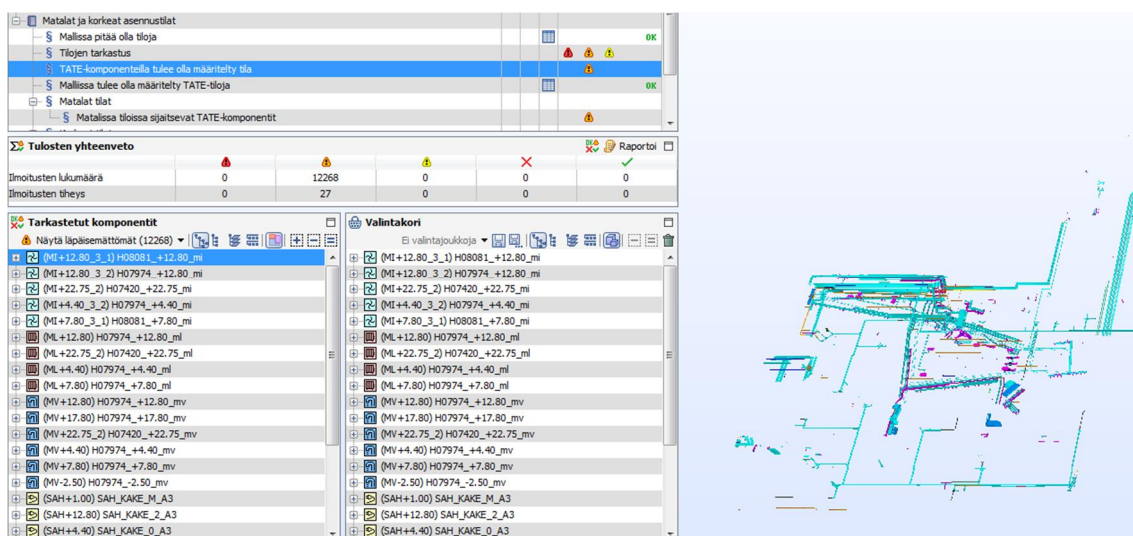 Matalat ja korkeat asennustilat
§ Mallissa pitää olla tiloja OK
§ Tilojen tarkastus
§ TATE-komponenteilla tulee olla määritelty tila
§ Malliissa tulee olla määritelty TATE-tiloja OK
§ Matalat tilat
§ Matalissa tiloissa sijaitsevat TATE-komponentit
Tulosten yhteenveto Raportoi
Ilmoitusten lukumäärä 0 12268 0 0 0
Ilmoitusten tiheys 0 27 0 0 0
Tarkastetut komponentit Valintakori
Näytä läpäisemättömät (12268) Ei valintajoukkoja
(MI+12.80_3_1) H08081_+12.80_mi (MI+12.80_3_1) H08081_+12.80_mi
(MI+12.80_3_2) H07974_+12.80_mi (MI+12.80_3_2) H07974_+12.80_mi
(MI+22.75_2) H07420_+22.75_mi (MI+22.75_2) H07420_+22.75_mi
(MI+4.40_3_2) H07974_+4.40_mi (MI+4.40_3_2) H07974_+4.40_mi
(MI+7.80_3_1) H08081_+7.80_mi (MI+7.80_3_1) H08081_+7.80_mi
(ML+12.80) H07974_+12.80_ml (ML+12.80) H07974_+12.80_ml
(ML+22.75_2) H07420_+22.75_ml (ML+22.75_2) H07420_+22.75_ml
(ML+4.40) H07974_+4.40_ml (ML+4.40) H07974_+4.40_ml
(ML+7.80) H07974_+7.80_ml (ML+7.80) H07974_+7.80_ml
(MV+12.80) H07974_+12.80_mv (MV+12.80) H07974_+12.80_mv
(MV+17.80) H07974_+17.80_mv (MV+17.80) H07974_+17.80_mv
(MV+22.75_2) H07420_+22.75_mv (MV+22.75_2) H07420_+22.75_mv
(MV+4.40) H07974_+4.40_mv (MV+4.40) H07974_+4.40_mv
(MV+7.80) H07974_+7.80_mv (MV+7.80) H07974_+7.80_mv
(MV-2.50) H07974_-2.50_mv (MV-2.50) H07974_-2.50_mv
(SAH+1.00) SAH_KAKE_M_A3 (SAH+1.00) SAH_KAKE_M_A3
(SAH+12.80) SAH_KAKE_2_A3 (SAH+12.80) SAH_KAKE_2_A3
(SAH+4.40) SAH_KAKE_0_A3 (SAH+4.40) SAH_KAKE_0_A3